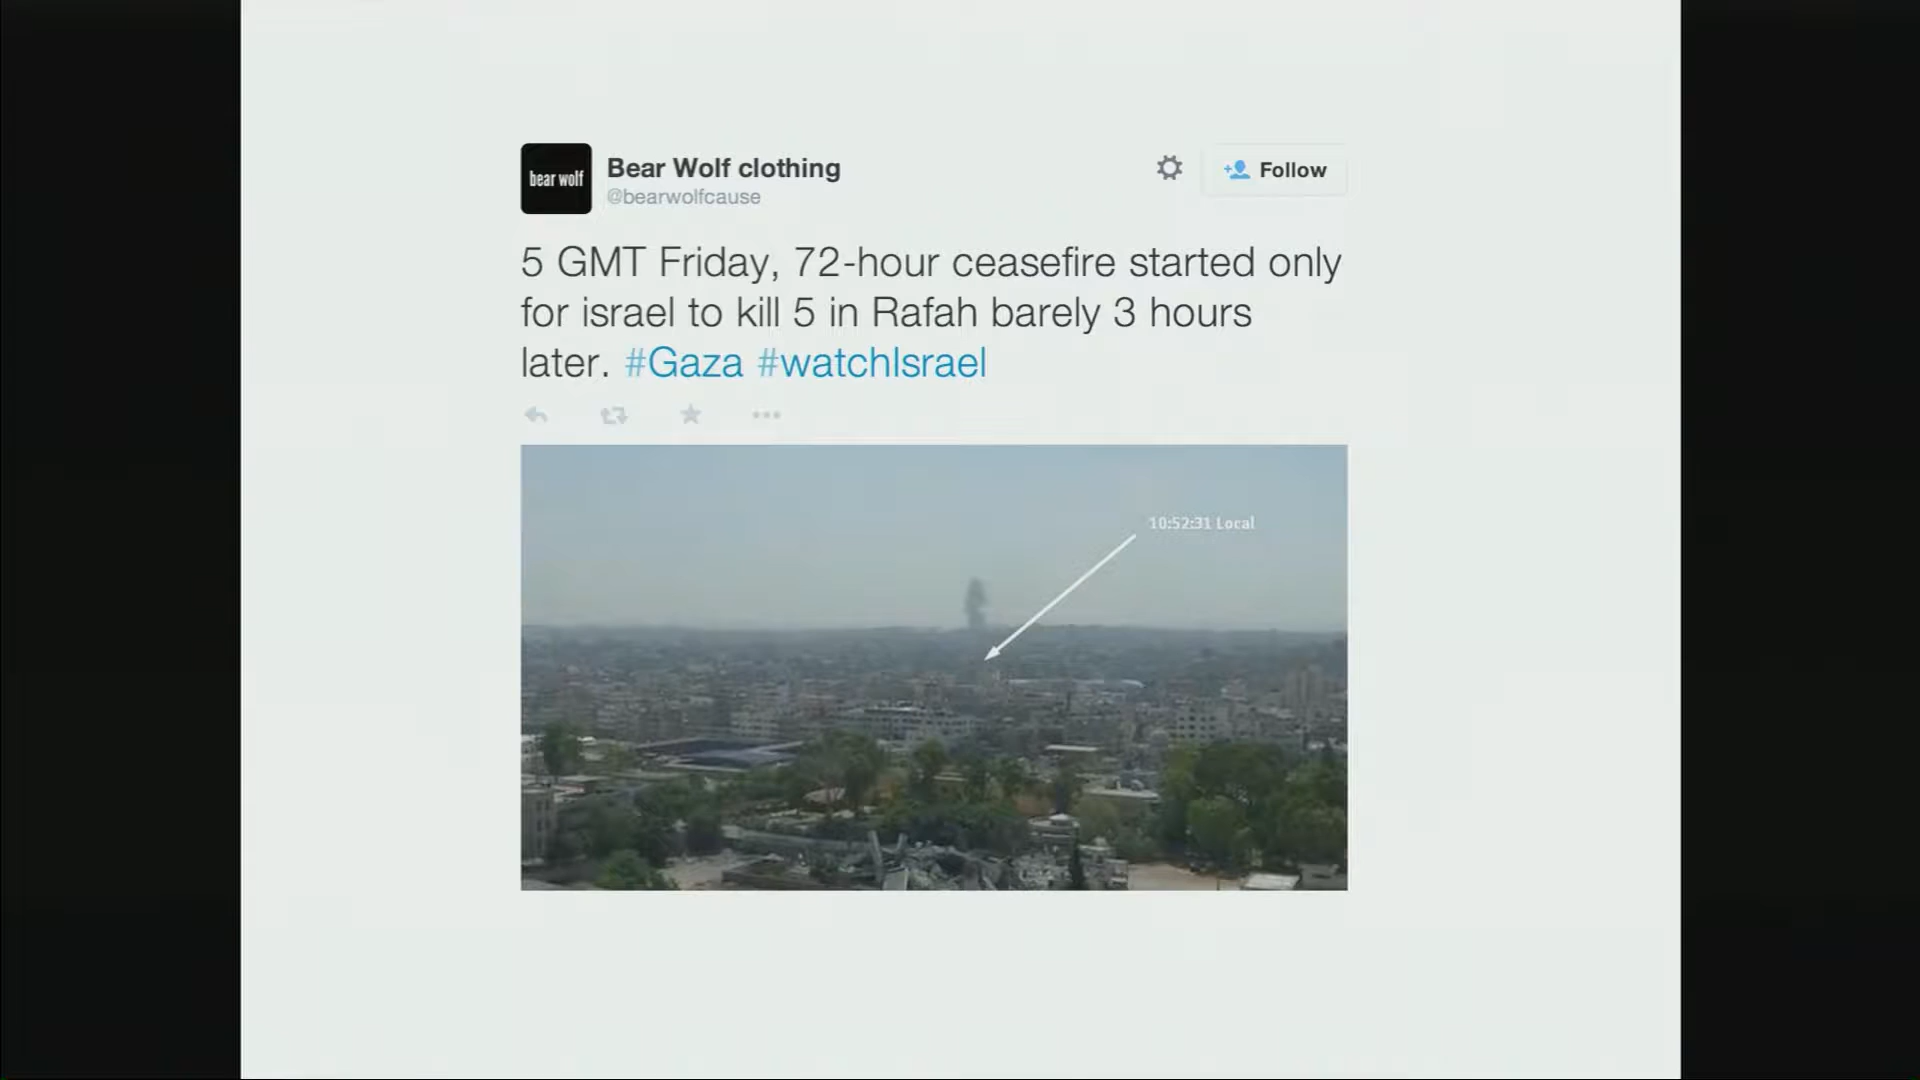 bear wolf
Bear Wolf clothing
@bearwolfcause
Follow
5 GMT Friday, 72-hour ceasefire started only
for israel to kill 5 in Rafah barely 3 hours
later. #Gaza #watchIsrael
10:52:31 Local